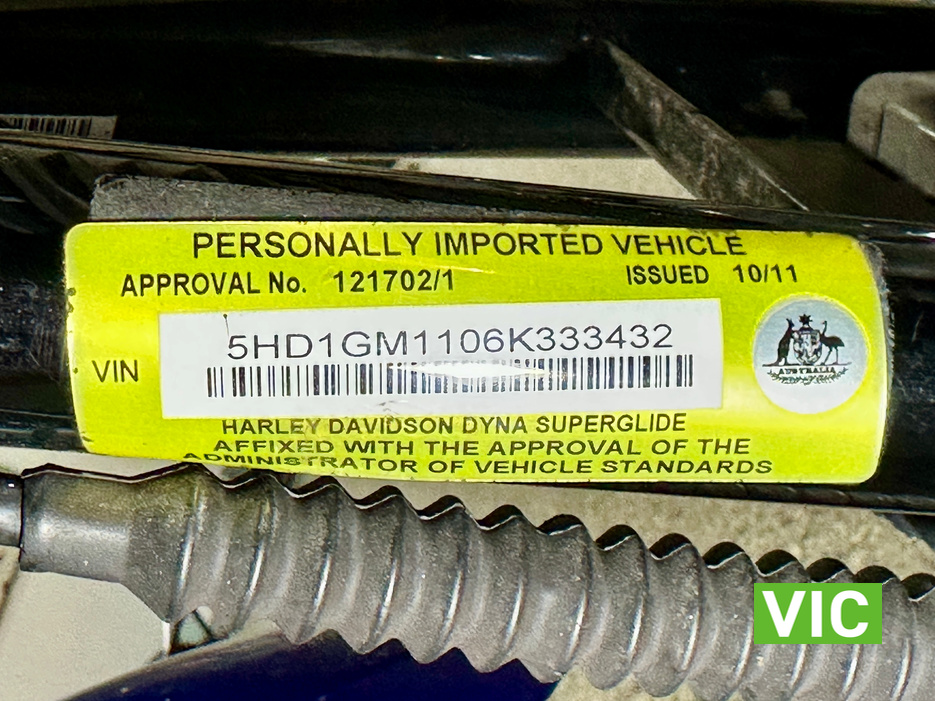 PERSONALLY IMPORTED VEHICLE
APPROVAL No. 121702/1 ISSUED 10/11
VIN 5HD1GM1106K333432
AUSTRALIA
HARLEY DAVIDSON DYNA SUPERGLIDE
AFFIXED WITH THE APPROVAL OF THE
ADMINISTRATOR OF VEHICLE STANDARDS
VIC